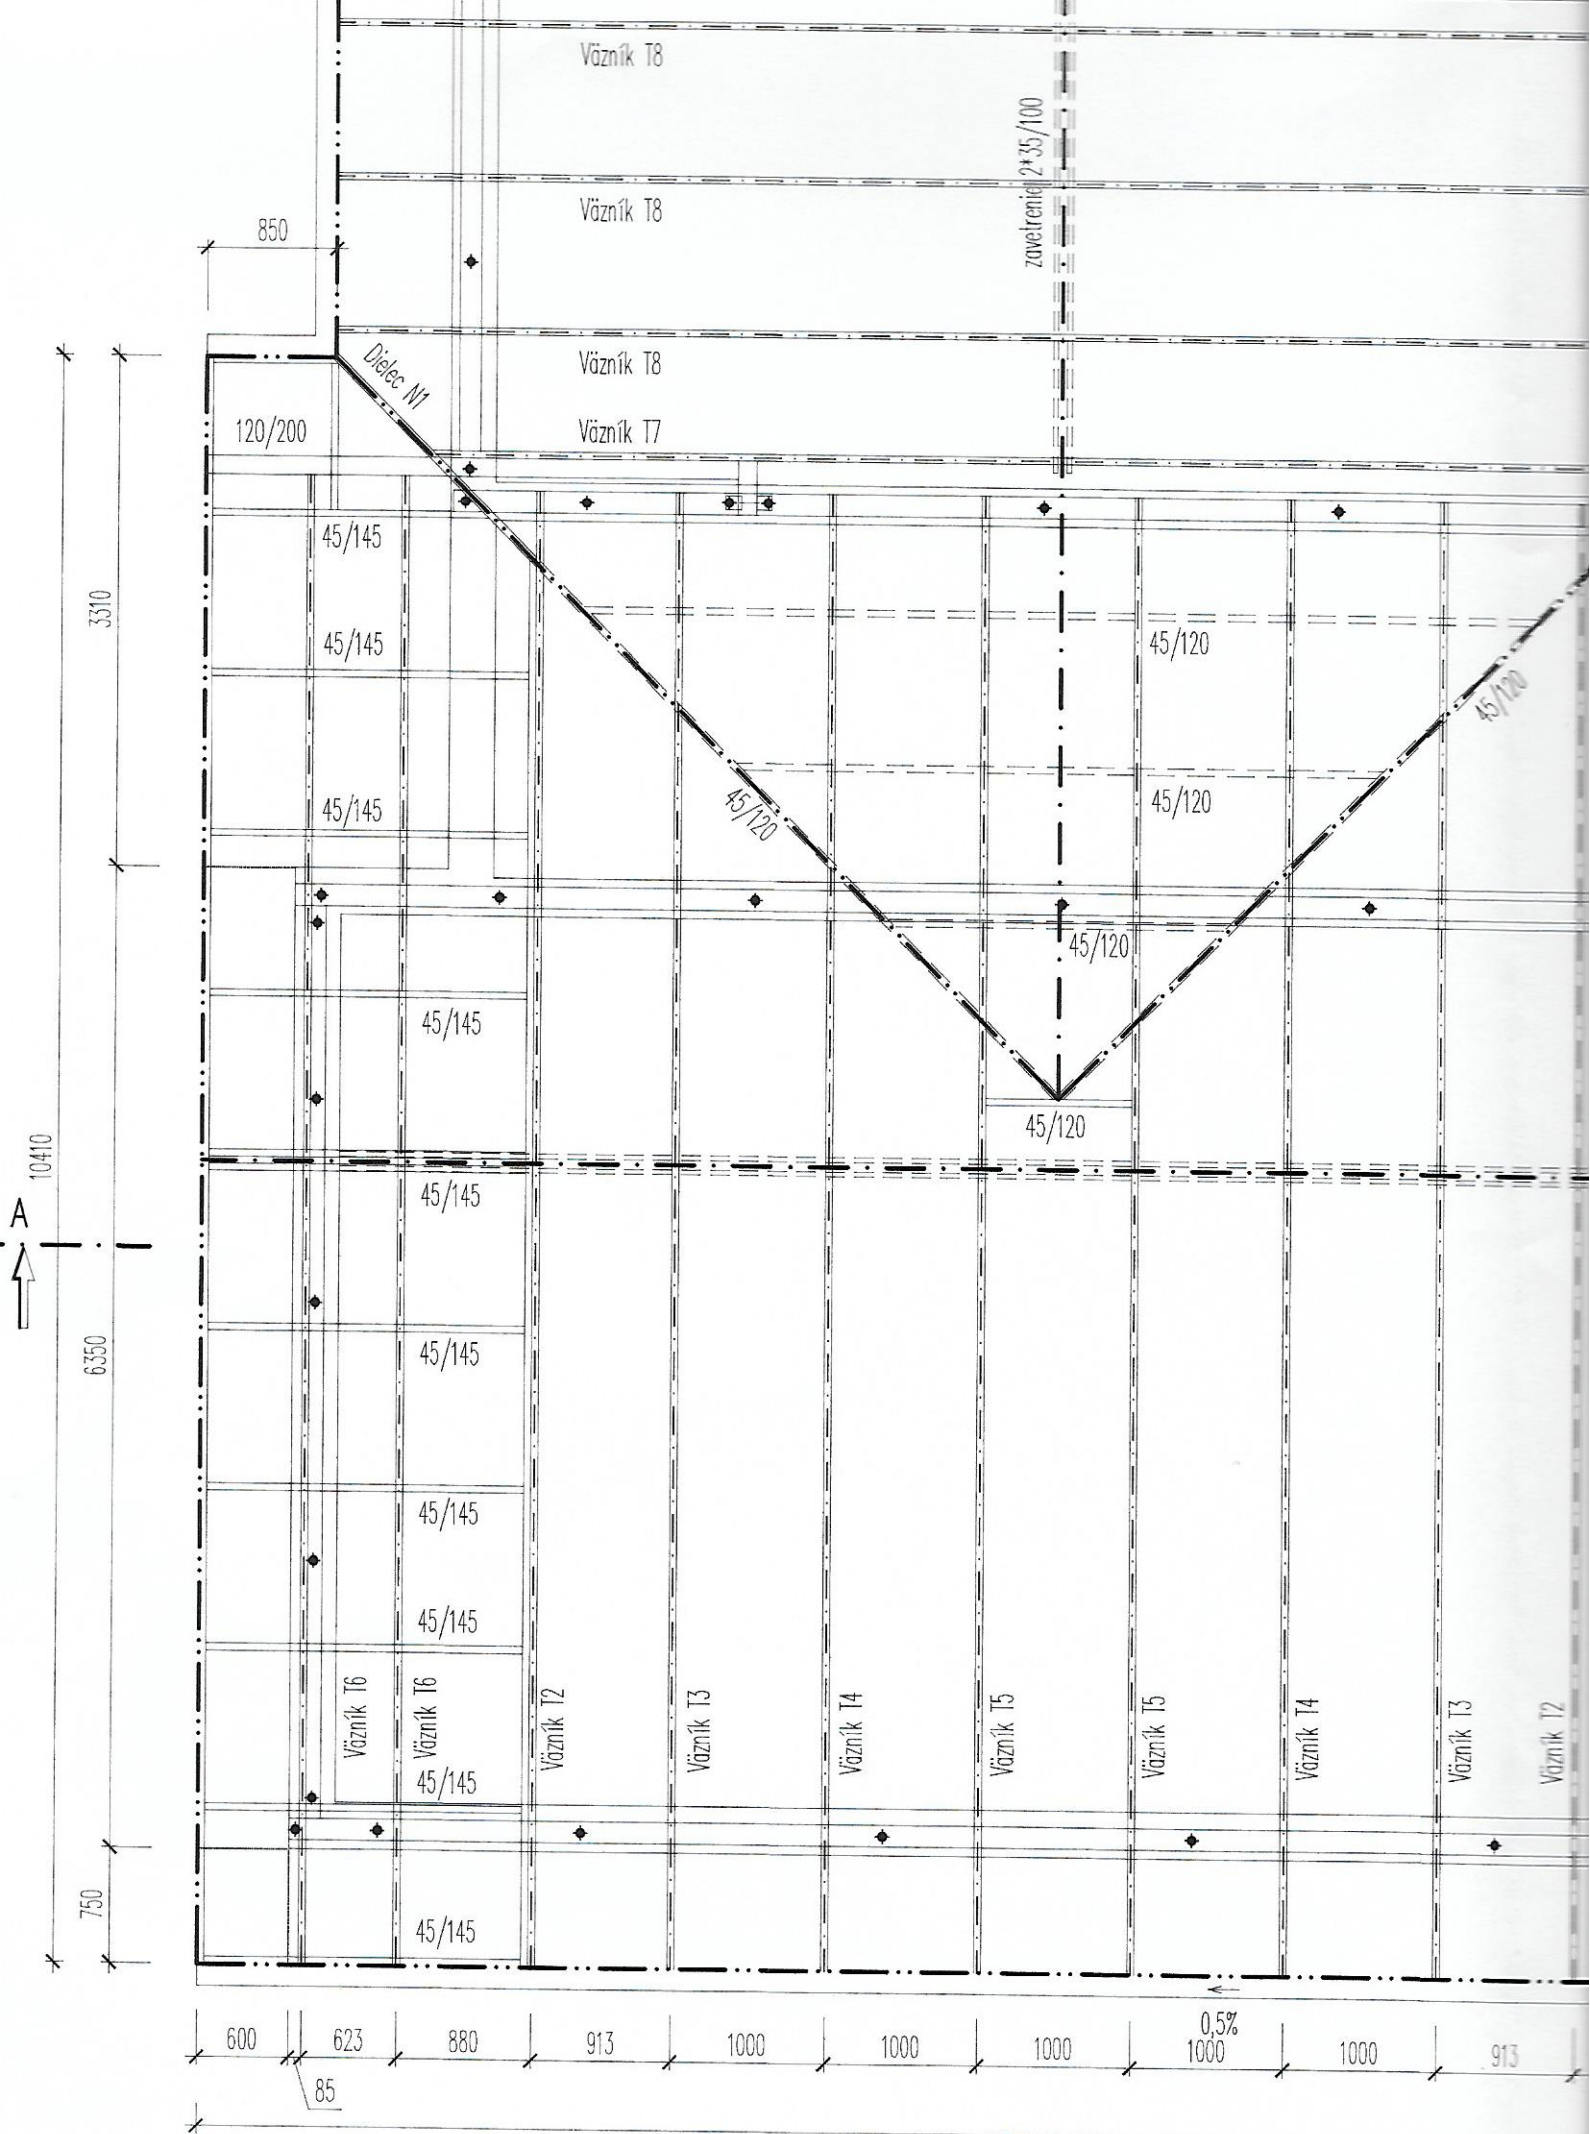 Väzník T8
zavetrenie 2*35/100
Väzník T8
850
Väzník T8
Dielec N1
120/200
Väzník T7
45/145
3310
45/145
45/120
45/120
45/145
45/120
45/120
45/120
45/145
45/120
10410
45/145
A
6350
45/145
45/145
45/145
Väzník T6
Väzník T6
Väzník T2
Väzník T3
Väzník T4
Väzník T5
Väzník T5
Väzník T4
Väzník T3
Väzník T2
45/145
750
45/145
0,5%
600
623
880
913
1000
1000
1000
1000
1000
913
85